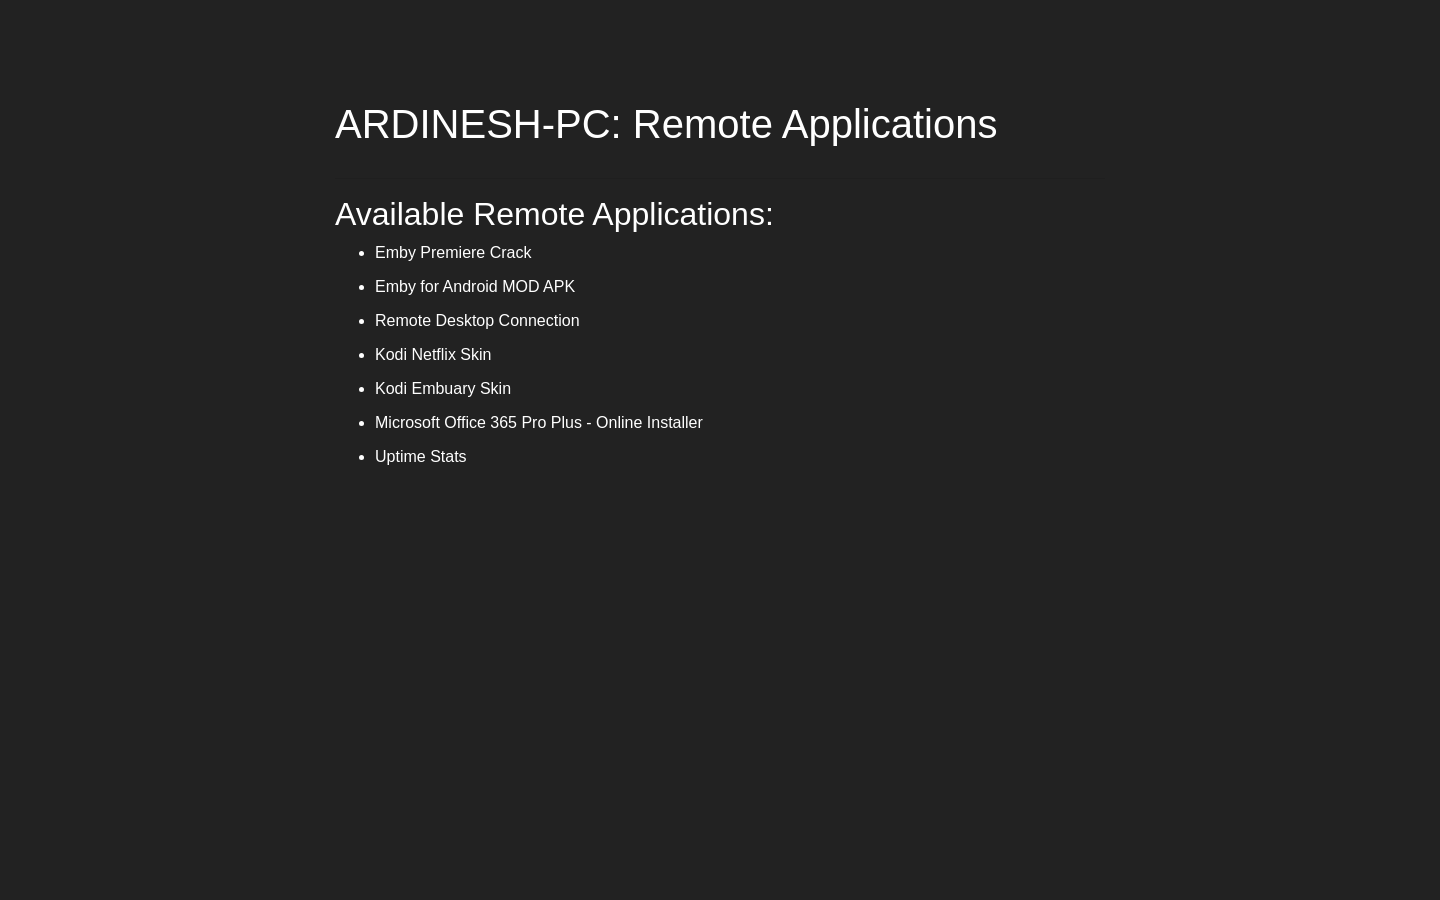 ARDINESH-PC: Remote Applications
Available Remote Applications:
Emby Premiere Crack
Emby for Android MOD APK
Remote Desktop Connection
Kodi Netflix Skin
Kodi Embuary Skin
Microsoft Office 365 Pro Plus - Online Installer
Uptime Stats